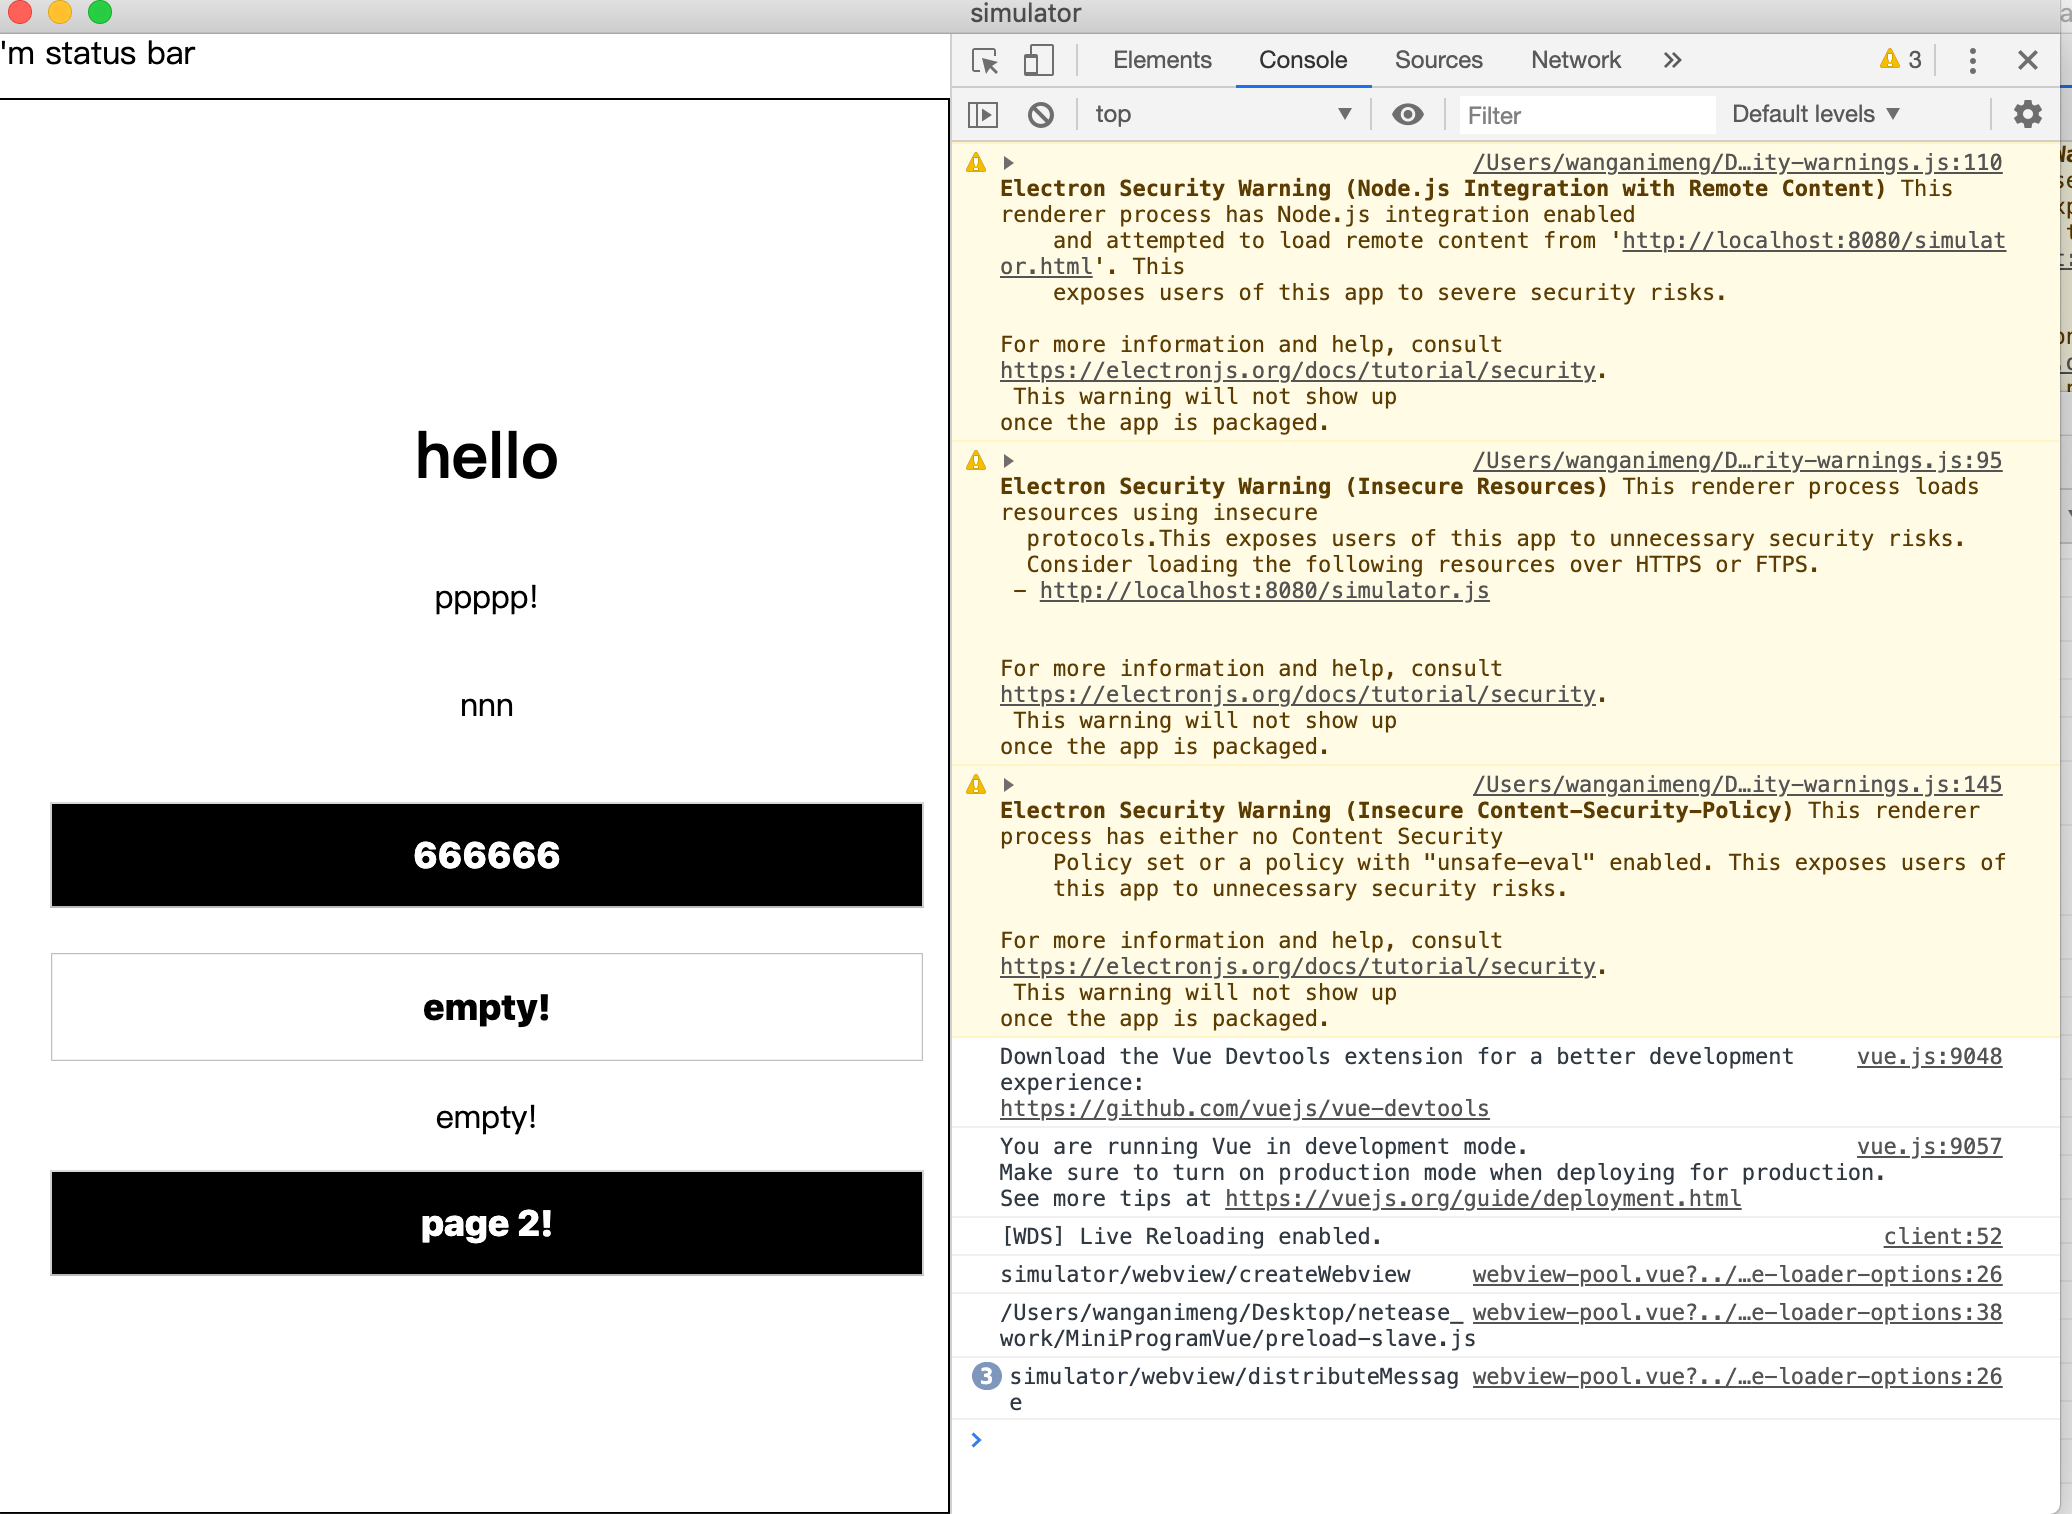 simulator
'm status bar
hello
ppppp!
nnn
666666
empty!
empty!
page 2!
Elements Console Sources Network » 3
top Filter Default levels
/Users/wanganimeng/D…ity-warnings.js:110
Electron Security Warning (Node.js Integration with Remote Content) This
renderer process has Node.js integration enabled
and attempted to load remote content from 'http://localhost:8080/simulat
or.html'. This
exposes users of this app to severe security risks.
For more information and help, consult
https://electronjs.org/docs/tutorial/security.
This warning will not show up
once the app is packaged.
/Users/wanganimeng/D…rity-warnings.js:95
Electron Security Warning (Insecure Resources) This renderer process loads
resources using insecure
protocols.This exposes users of this app to unnecessary security risks.
Consider loading the following resources over HTTPS or FTPS.
- http://localhost:8080/simulator.js
For more information and help, consult
https://electronjs.org/docs/tutorial/security.
This warning will not show up
once the app is packaged.
/Users/wanganimeng/D…ity-warnings.js:145
Electron Security Warning (Insecure Content-Security-Policy) This renderer
process has either no Content Security
Policy set or a policy with "unsafe-eval" enabled. This exposes users of
this app to unnecessary security risks.
For more information and help, consult
https://electronjs.org/docs/tutorial/security.
This warning will not show up
once the app is packaged.
Download the Vue Devtools extension for a better development vue.js:9048
experience:
https://github.com/vuejs/vue-devtools
You are running Vue in development mode. vue.js:9057
Make sure to turn on production mode when deploying for production.
See more tips at https://vuejs.org/guide/deployment.html
[WDS] Live Reloading enabled. client:52
simulator/webview/createWebview webview-pool.vue?../…e-loader-options:26
/Users/wanganimeng/Desktop/netease_ webview-pool.vue?../…e-loader-options:38
work/MiniProgramVue/preload-slave.js
3 simulator/webview/distributeMessag webview-pool.vue?../…e-loader-options:26
e